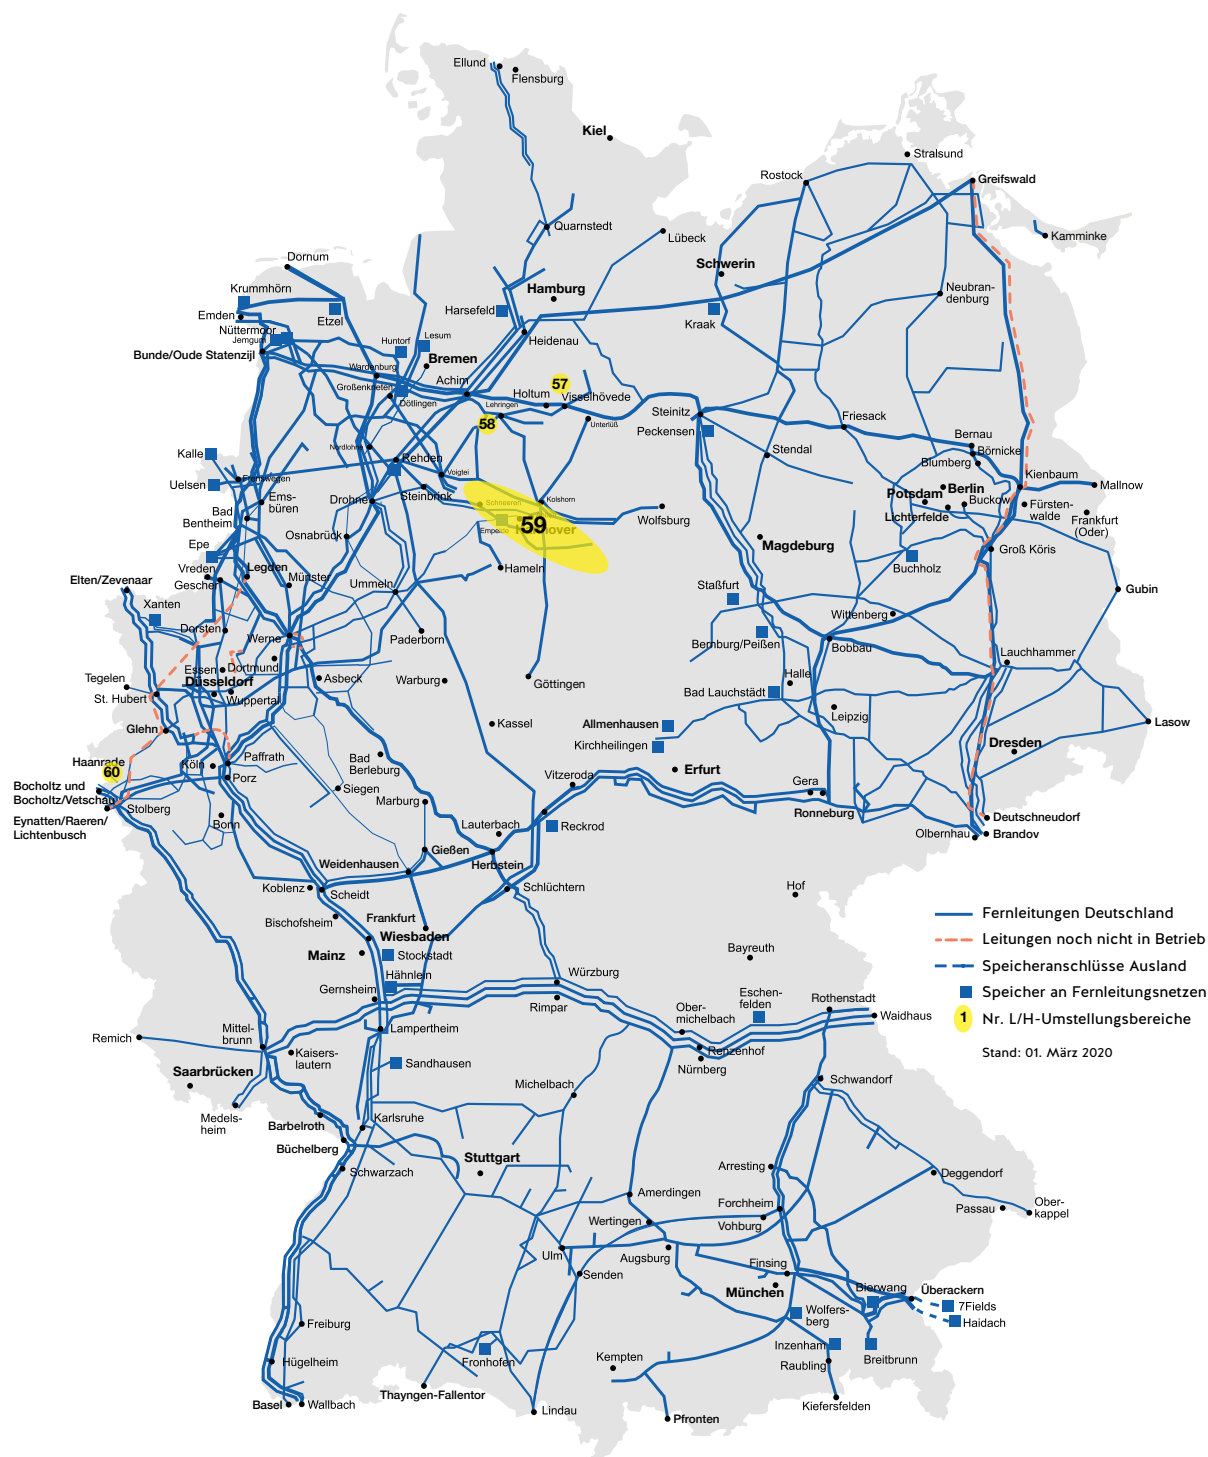 Ellund
Flensburg
Kiel
Stralsund
Rostock
Greifswald
Quarnstedt
Lübeck
Kamminke
Dornum
Schwerin
Krummhörn
Hamburg
Neubran-
denburg
Emden
Etzel
Harsefeld
Kraak
Nüttermoor
Jemgum
Huntorf
Lesum
Heidenau
Bunde/Oude Statenzijl
Bremen
Wardenburg
Achim
57
Großenkneten
Holtum
Visselhövede
Dötlingen
Lehringen
Steinitz
Friesack
58
Unterlüß
Peckensen
Bernau
Nordlohne
Börnicke
Kalle
Rehden
Stendal
Blumberg
Voigtei
Kienbaum
Uelsen
Frenswegen
Mallnow
Ems-
büren
Drohne
Steinbrink
Schneeren
Kolshorn
Potsdam
Berlin
Buckow
Bad
Bentheim
Wolfsburg
Lichterfelde
Fürsten-
walde
Frankfurt
(Oder)
Empelde
59
Osnabrück
Epe
Magdeburg
Groß Köris
Vreden
Legden
Hameln
Buchholz
Elten/Zevenaar
Gescher
Münster
Ummeln
Staßfurt
Gubin
Xanten
Dorsten
Werne
Paderborn
Wittenberg
Bernburg/Peißen
Bobbau
Essen
Dortmund
Lauchhammer
Tegelen
Düsseldorf
Asbeck
Warburg
Göttingen
Halle
St. Hubert
Wuppertal
Bad Lauchstädt
Leipzig
Glehn
Kassel
Allmenhausen
Lasow
Kirchheilingen
Dresden
Haanrade
60
Köln
Paffrath
Bad
Berleburg
Vitzeroda
Erfurt
Gera
Porz
Bocholtz und
Bocholtz/Vetschau
Siegen
Marburg
Stolberg
Ronneburg
Deutschneudorf
Eynatten/Raeren/
Lichtenbusch
Bonn
Lauterbach
Reckrod
Olbernhau
Brandov
Gießen
Weidenhausen
Herbstein
Koblenz
Scheidt
Schlüchtern
Hof
Bischofsheim
Frankfurt
Fernleitungen Deutschland
Wiesbaden
Leitungen noch nicht in Betrieb
Mainz
Stockstadt
Bayreuth
Speicheranschlüsse Ausland
Hähnlein
Würzburg
Gernsheim
Eschen-
felden
Speicher an Fernleitungsnetzen
Rimpar
Ober-
michelbach
Rothenstadt
Waidhaus
1
Nr. L/H-Umstellungsbereiche
Remich
Mittel-
brunn
Lampertheim
Stand: 01. März 2020
Kaisers-
lautern
Sandhausen
Renzenhof
Nürnberg
Saarbrücken
Michelbach
Schwandorf
Medels-
heim
Barbelroth
Karlsruhe
Büchelberg
Stuttgart
Schwarzach
Arresting
Deggendorf
Amerdingen
Forchheim
Passau
Ober-
kappel
Wertingen
Vohburg
Ulm
Augsburg
Finsing
Senden
München
Bierwang
Überackern
7Fields
Wolfers-
berg
Haidach
Freiburg
Inzenham
Hügelheim
Fronhofen
Kempten
Raubling
Breitbrunn
Thayngen-Fallentor
Basel
Wallbach
Lindau
Pfronten
Kiefersfelden